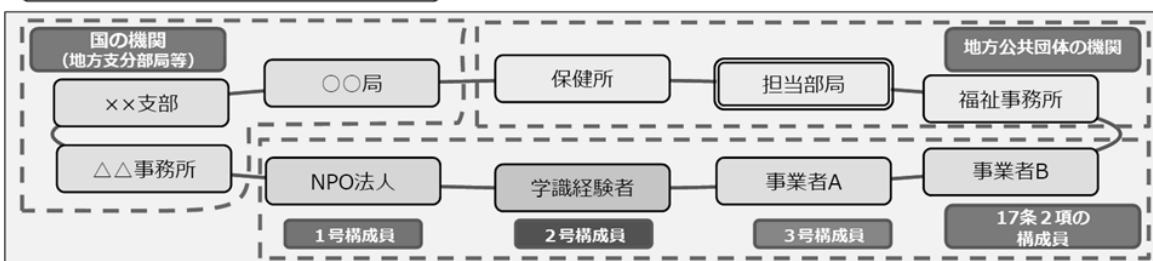 国の機関
（地方支分部局等）
地方公共団体の機関
○○局
保健所
担当部局
××支部
福祉事務所
△△事務所
NPO法人
学識経験者
事業者A
事業者B
1号構成員
2号構成員
3号構成員
17条２項の
構成員